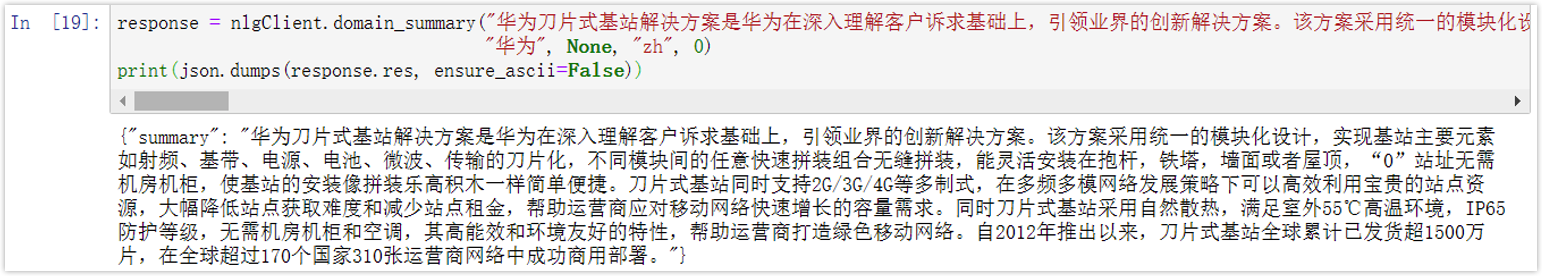 In [19]: response = nlgClient.domain_summary("华为刀片式基站解决方案是华为在深入理解客户诉求基础上，引领业界的创新解决方案。该方案采用统一的模块化设
"华为", None, "zh", 0)
print(json.dumps(response.res, ensure_ascii=False))
{"summary": "华为刀片式基站解决方案是华为在深入理解客户诉求基础上，引领业界的创新解决方案。该方案采用统一的模块化设计，实现基站主要元素
如射频、基带、电源、电池、微波、传输的刀片化，不同模块间的任意快速拼装组合无缝拼装，能灵活安装在抱杆，铁塔，墙面或者屋顶，“0”站址无需
机房机柜，使基站的安装像拼装乐高积木一样简单便捷。刀片式基站同时支持2G/3G/4G等多制式，在多频多模网络发展策略下可以高效利用宝贵的站点资
源，大幅降低站点获取难度和减少站点租金，帮助运营商应对移动网络快速增长的容量需求。同时刀片式基站采用自然散热，满足室外55℃高温环境，IP65
防护等级，无需机房机柜和空调，其高能效和环境友好的特性，帮助运营商打造绿色移动网络。自2012年推出以来，刀片式基站全球累计已发货超1500万
片，在全球超过170个国家310张运营商网络中成功商用部署。"}